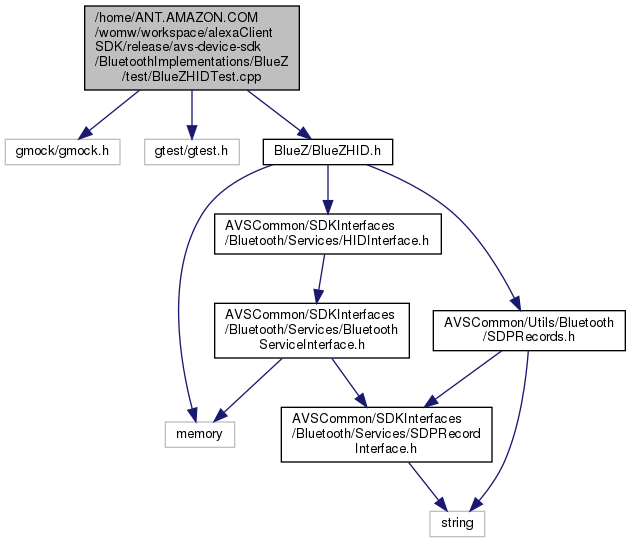 /home/ANT.AMAZON.COM
/womw/workspace/alexaClient
SDK/release/avs-device-sdk
/BluetoothImplementations/BlueZ
/test/BlueZHIDTest.cpp
gmock/gmock.h
gtest/gtest.h
BlueZ/BlueZHID.h
AVSCommon/SDKInterfaces
/Bluetooth/Services/HIDInterface.h
AVSCommon/SDKInterfaces
/Bluetooth/Services/Bluetooth
ServiceInterface.h
AVSCommon/Utils/Bluetooth
/SDPRecords.h
memory
AVSCommon/SDKInterfaces
/Bluetooth/Services/SDPRecord
Interface.h
string